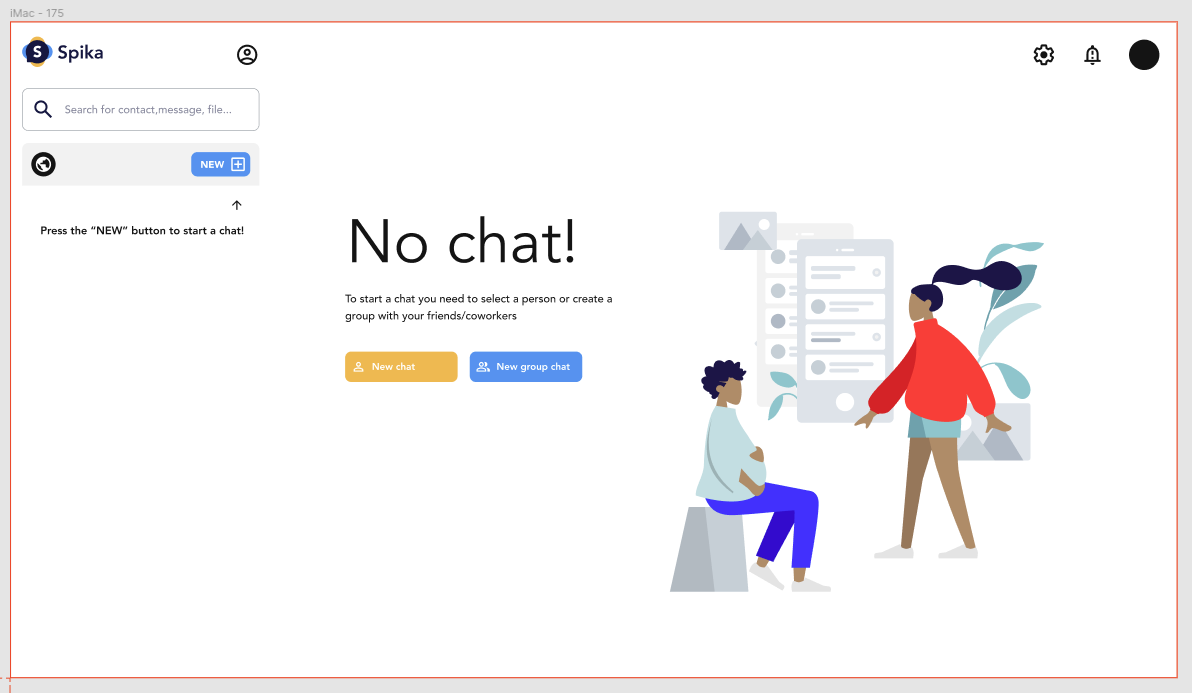 iMac - 175
S Spika
Search for contact,message, file...
NEW
Press the “NEW” button to start a chat!
No chat!
To start a chat you need to select a person or create a
group with your friends/coworkers
New chat
New group chat